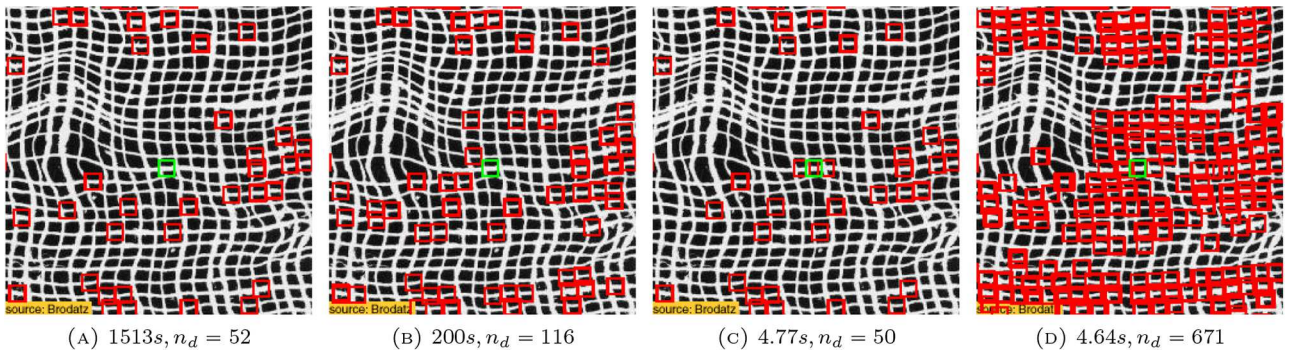 source: Brodatz
source: Brodatz
source: Brodatz
source: Brodatz
(A) 1513s, n_d = 52
(B) 200s, n_d = 116
(C) 4.77s, n_d = 50
(D) 4.64s, n_d = 671